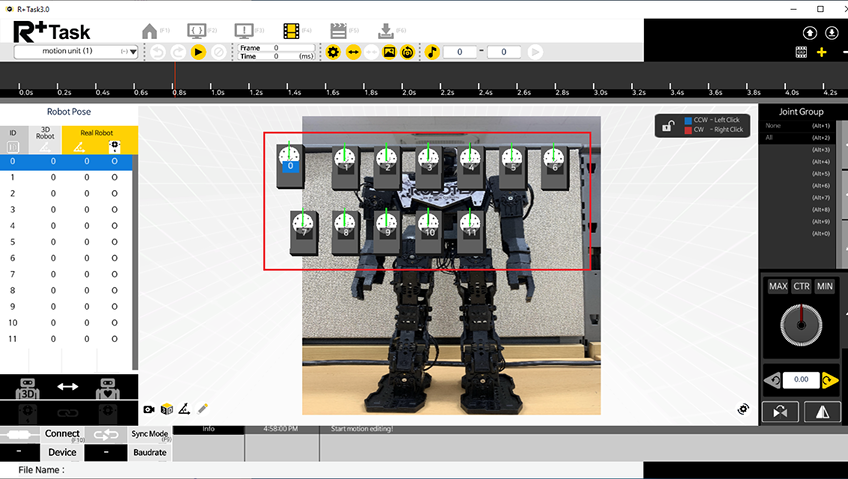 R+Task3.0
R+Task
(F1)
(F2)
(F3)
(F4)
(F5)
(F6)
motion unit (1)
(-)
Frame 0
Time 0 (ms)
0 - 0
0.0s 0.2s 0.4s 0.6s 0.8s 1.2s 1.4s 1.6s 1.8s 2.0s 2.2s 2.4s 2.6s 2.8s 3.0s 3.2s 3.4s 3.6s 3.8s 4.0s 4.2s
Robot Pose
ID 3D Robot Real Robot
0 0 0 O
1 0 0 O
2 0 0 O
3 0 0 O
4 0 0 O
5 0 0 O
6 0 0 O
7 0 0 O
8 0 0 O
9 0 0 O
10 0 0 O
11 0 0 O
3D
CCW - Left Click
CW - Right Click
0 1 2 3 4 5 6
ROBOTIS
7 8 9 10 11
Joint Group
None (Alt+1)
All (Alt+2)
(Alt+3)
(Alt+4)
(Alt+5)
(Alt+6)
(Alt+7)
(Alt+8)
(Alt+9)
(Alt+0)
MAX CTR MIN
0.00
Connect (F10)
Sync Mode (F9)
- Device - Baudrate
Info 4:58:00 PM Start motion editing!
File Name :